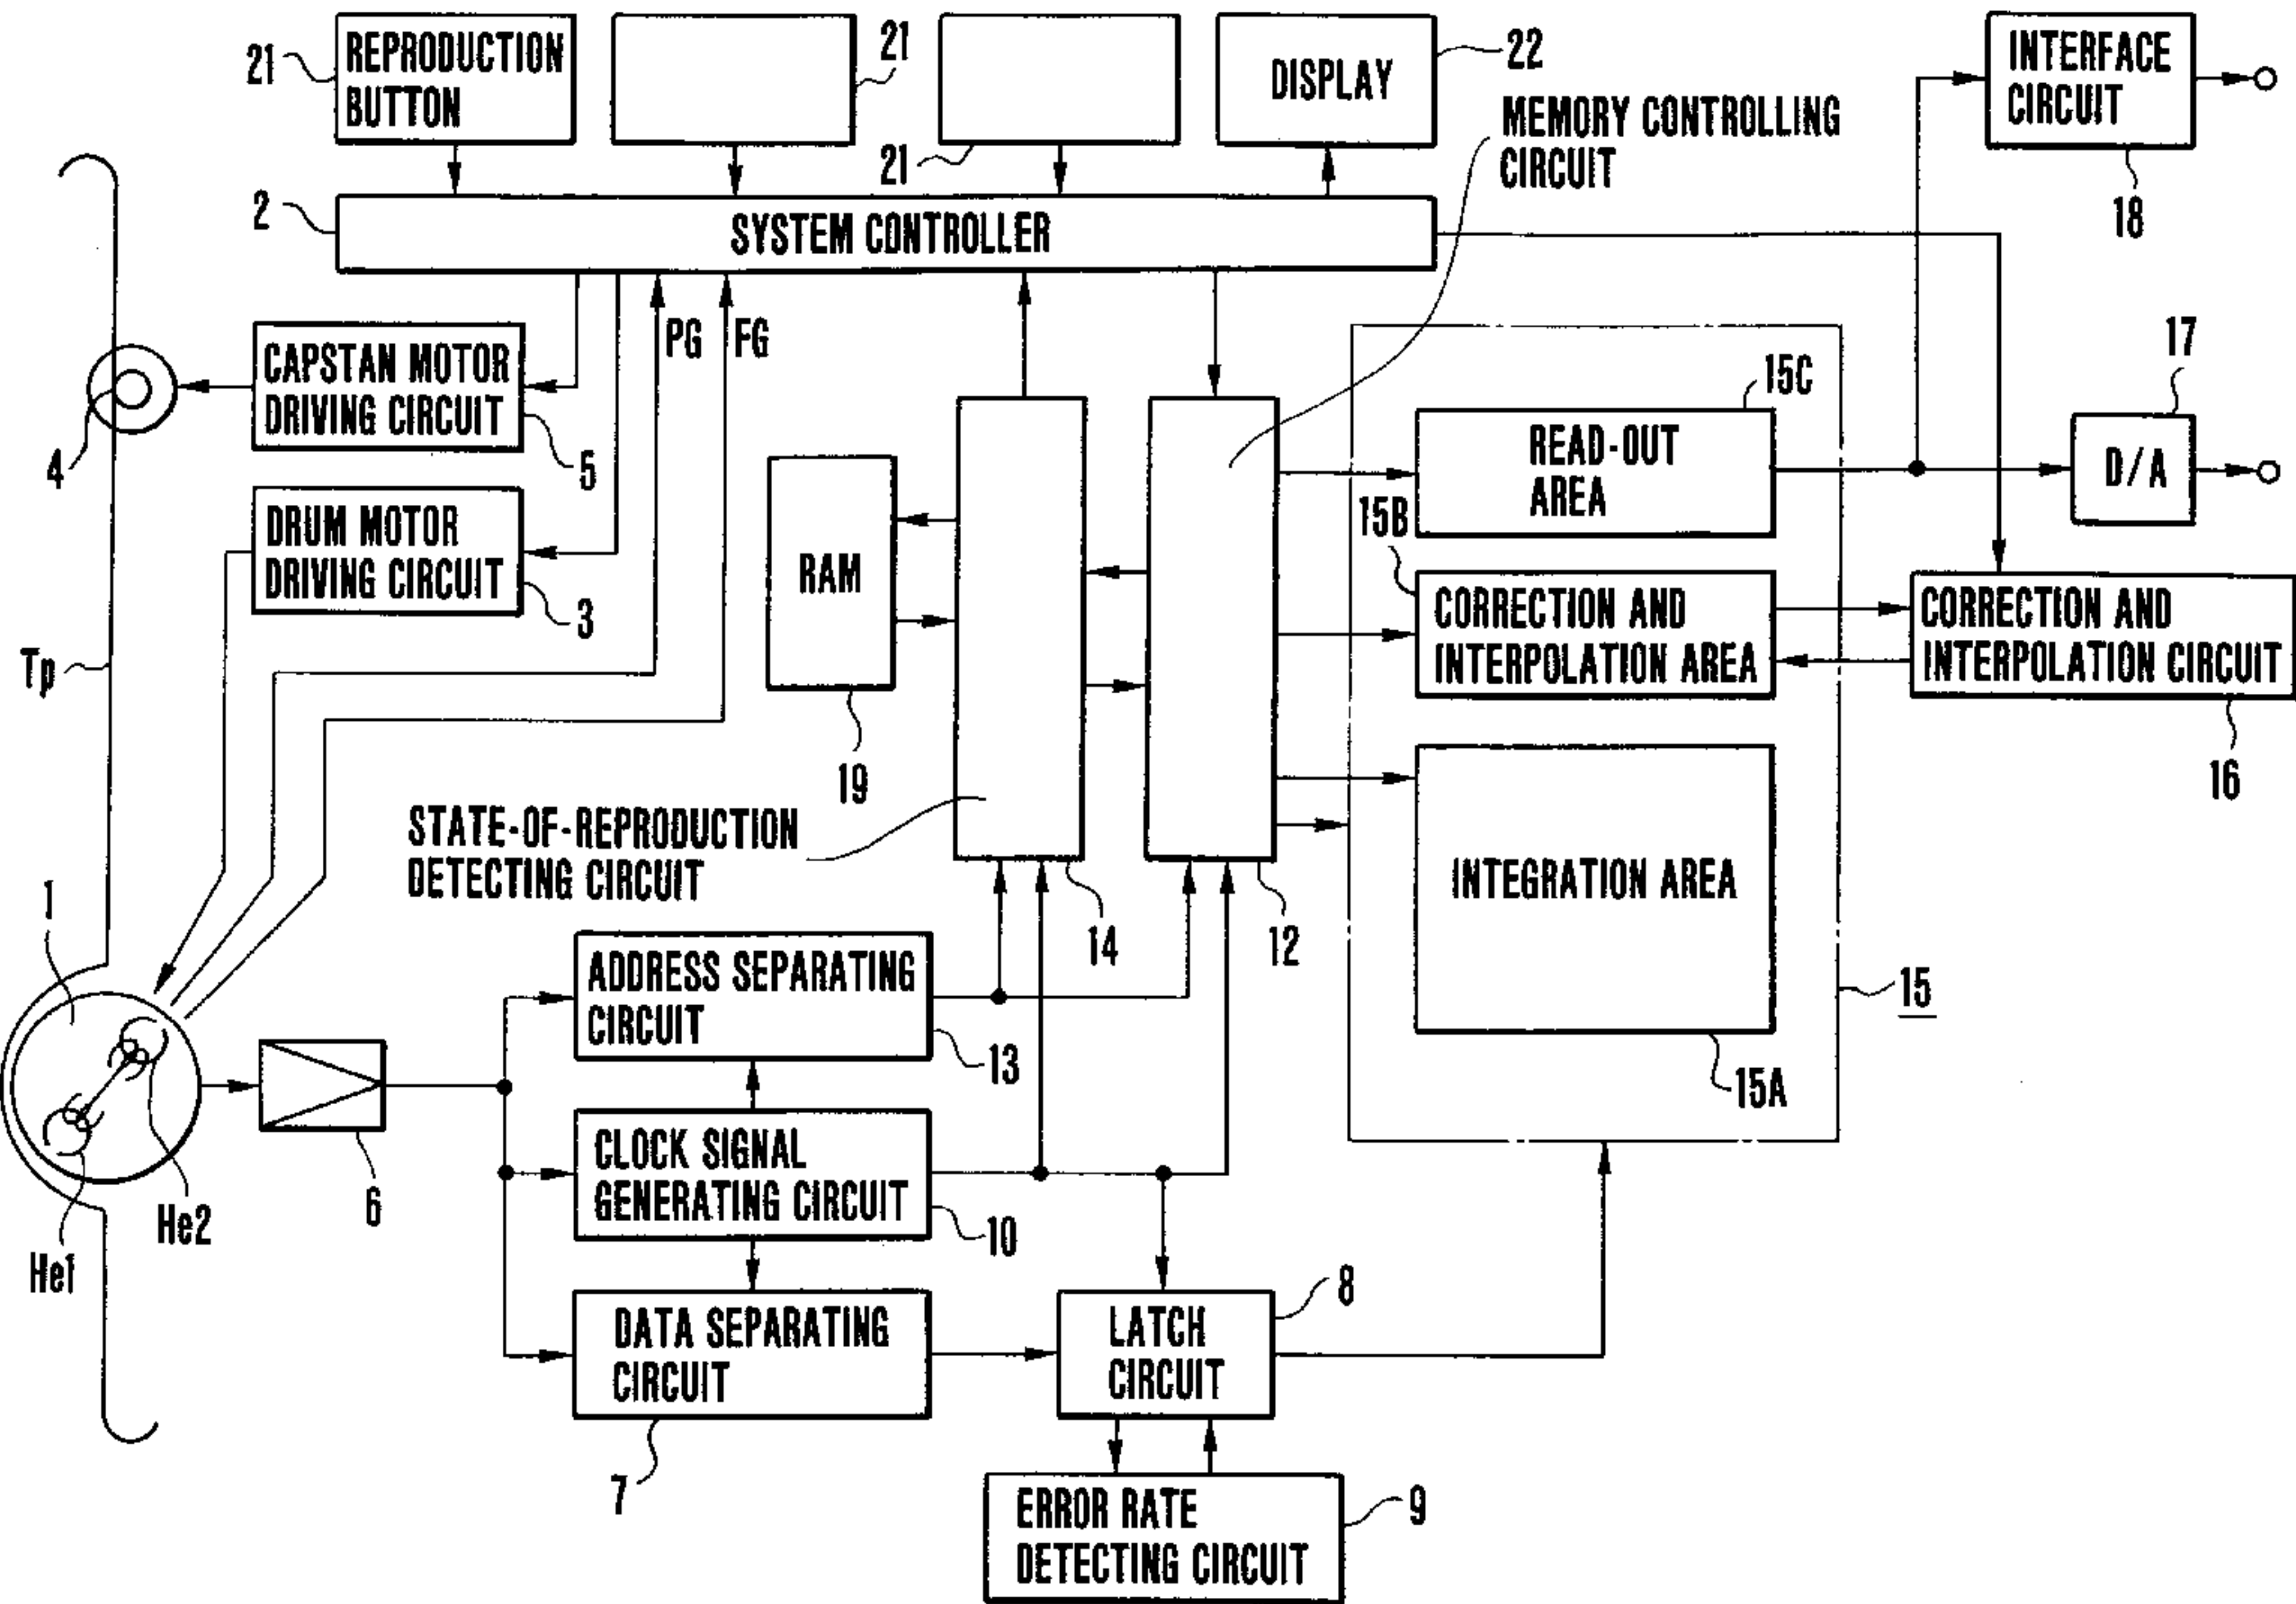 21
REPRODUCTION
BUTTON
21
21
DISPLAY
22
MEMORY CONTROLLING
CIRCUIT
INTERFACE
CIRCUIT
18
2
SYSTEM CONTROLLER
PG
FG
CAPSTAN MOTOR
DRIVING CIRCUIT
4
5
DRUM MOTOR
DRIVING CIRCUIT
3
Tp
RAM
19
15C
READ-OUT
AREA
17
D/A
15B
CORRECTION AND
INTERPOLATION AREA
CORRECTION AND
INTERPOLATION CIRCUIT
16
STATE-OF-REPRODUCTION
DETECTING CIRCUIT
INTEGRATION AREA
14
12
15
15A
1
ADDRESS SEPARATING
CIRCUIT
13
6
He1
He2
CLOCK SIGNAL
GENERATING CIRCUIT
10
DATA SEPARATING
CIRCUIT
7
LATCH
CIRCUIT
8
ERROR RATE
DETECTING CIRCUIT
9